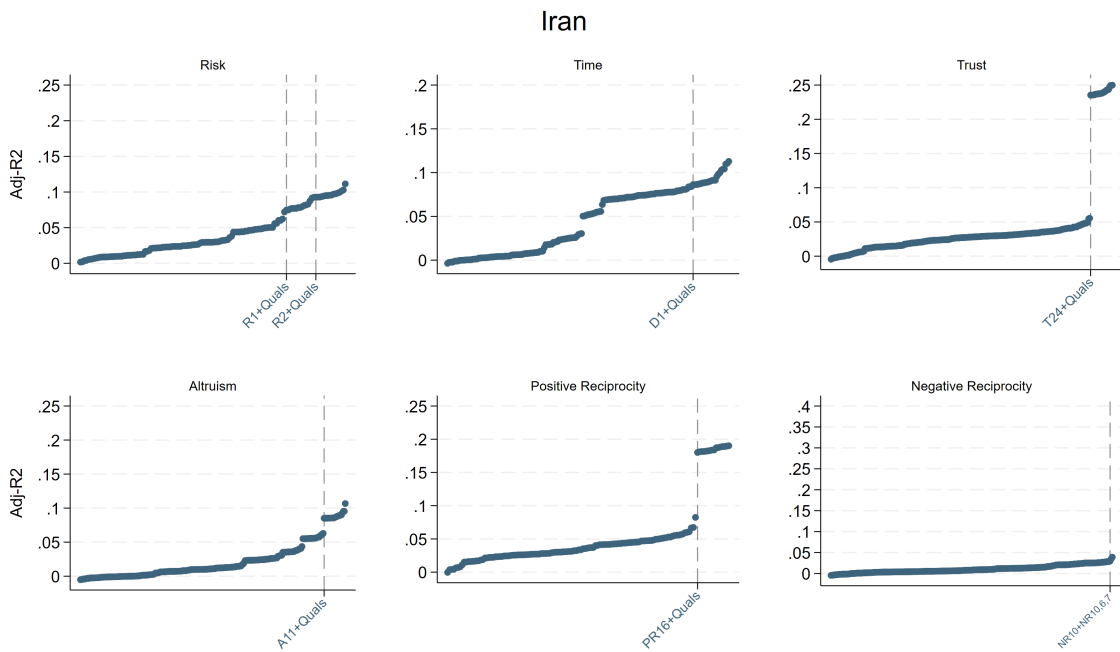 Iran
Risk
Time
Trust
Adj-R2
.25
.2
.15
.1
.05
0
R1+Quals
R2+Quals
.2
.15
.1
.05
0
D1+Quals
.25
.2
.15
.1
.05
0
T24+Quals
Altruism
Positive Reciprocity
Negative Reciprocity
Adj-R2
.25
.2
.15
.1
.05
0
A11+Quals
.25
.2
.15
.1
.05
0
PR16+Quals
.4
.35
.3
.25
.2
.15
.1
.05
0
NR10+NR10,6,7